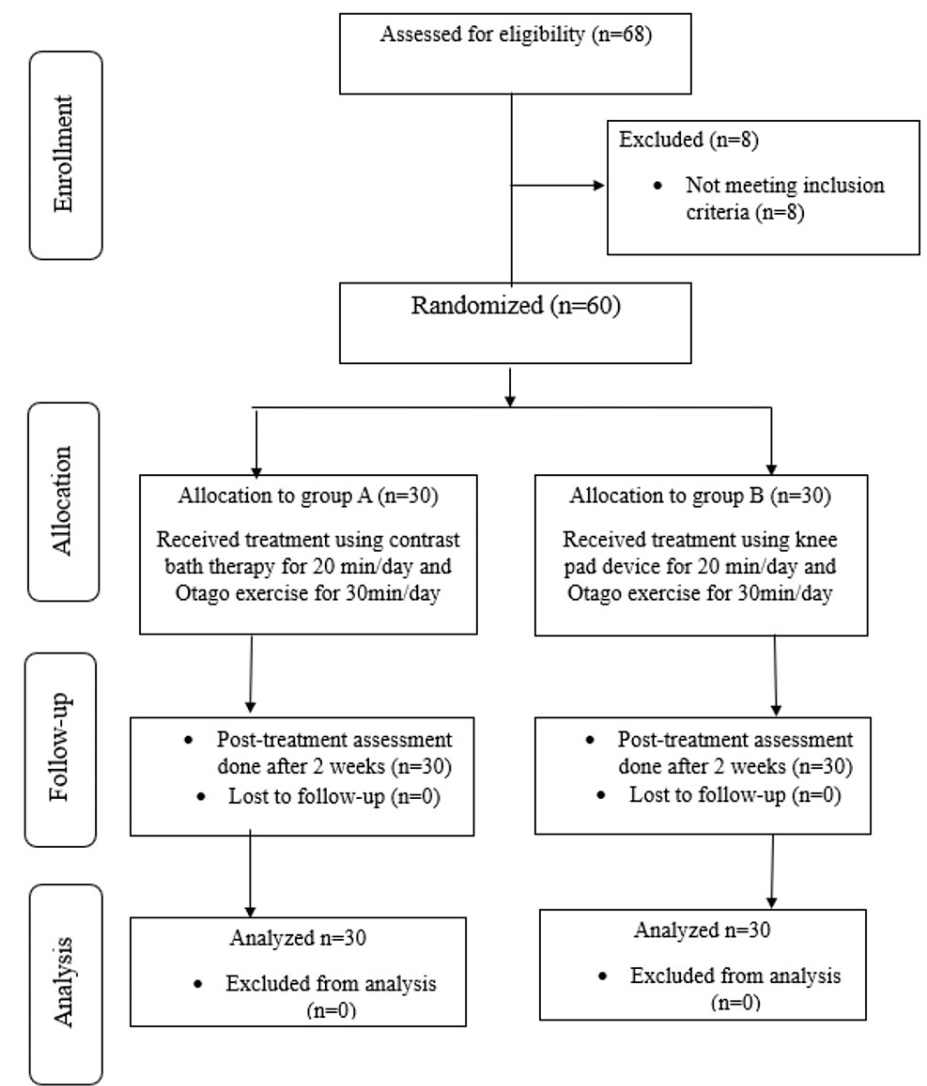 Assessed for eligibility (n=68)
Enrollment
Excluded (n=8)
• Not meeting inclusion
criteria (n=8)
Randomized (n=60)
Allocation
Allocation to group A (n=30)
Received treatment using contrast
bath therapy for 20 min/day and
Otago exercise for 30min/day
Allocation to group B (n=30)
Received treatment using knee
pad device for 20 min/day and
Otago exercise for 30min/day
Follow-up
• Post-treatment assessment
done after 2 weeks (n=30)
• Lost to follow-up (n=0)
• Post-treatment assessment
done after 2 weeks (n=30)
• Lost to follow-up (n=0)
Analysis
Analyzed n=30
• Excluded from analysis
(n=0)
Analyzed n=30
• Excluded from analysis
(n=0)